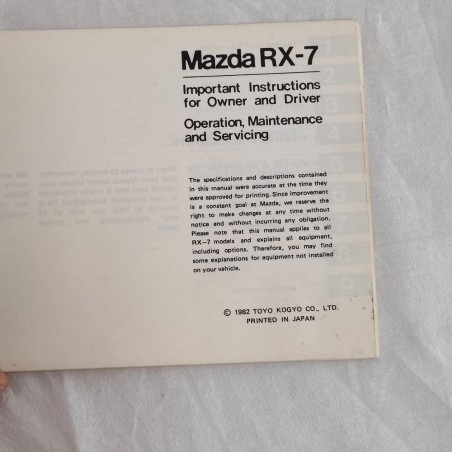 Mazda RX-7
Important Instructions
for Owner and Driver
Operation, Maintenance
and Servicing
The specifications and descriptions contained
in this manual were accurate at the time they
were approved for printing. Since improvement
is a constant goal at Mazda, we reserve the
right to make changes at any time without
notice and without incurring any obligation.
Please note that this manual applies to all
RX-7 models and explains all equipment,
including options. Therefore, you may find
some explanations for equipment not installed
on your vehicle.
© 1982 TOYO KOGYO CO., LTD.
PRINTED IN JAPAN